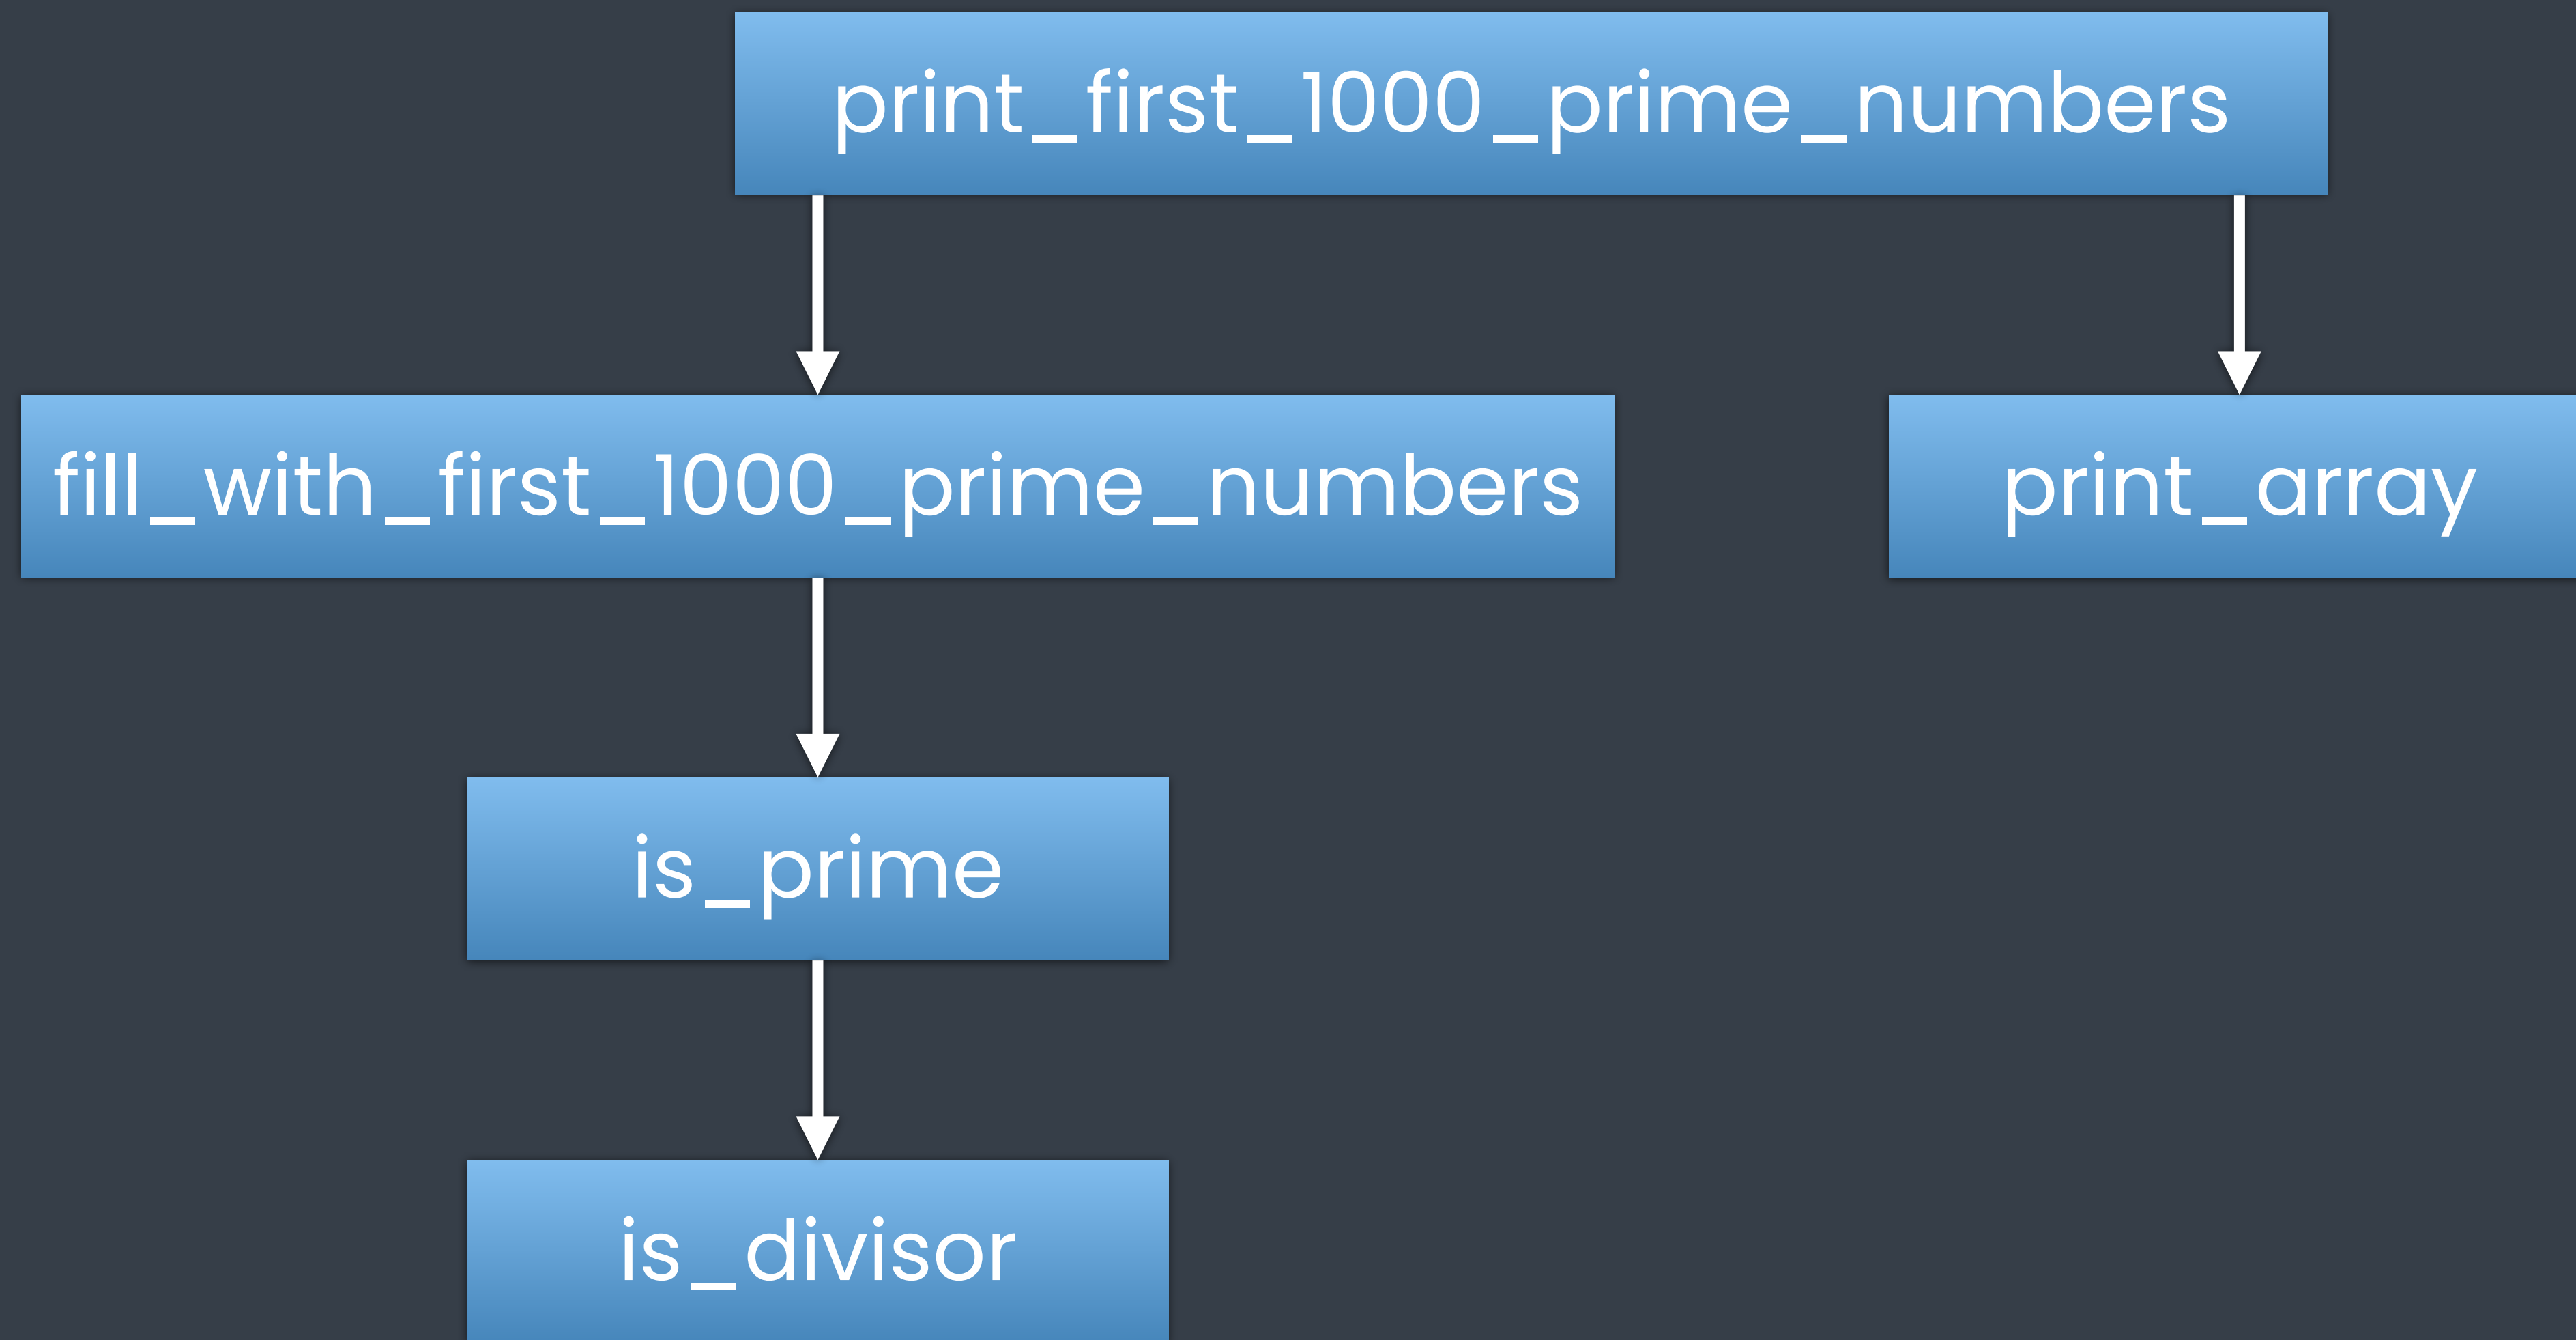 print_first_1000_prime_numbers
fill_with_first_1000_prime_numbers
print_array
is_prime
is_divisor